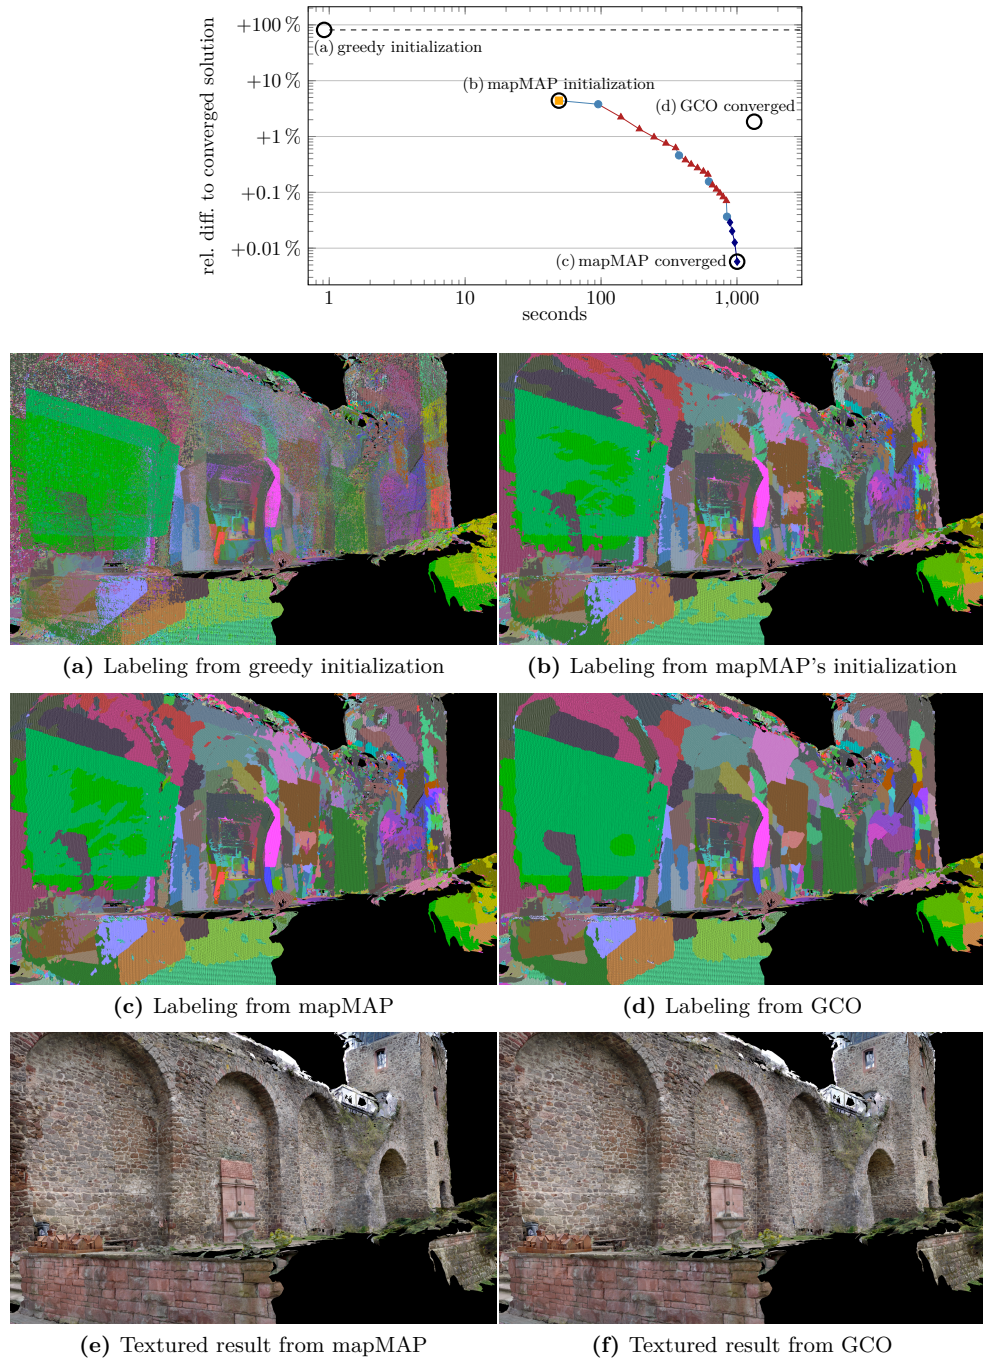 rel. diff. to converged solution
+100 %
+10 %
+1 %
+0.1 %
+0.01 %
(a) greedy initialization
(b) mapMAP initialization
(d) GCO converged
(c) mapMAP converged
1
10
100
1,000
seconds
(a) Labeling from greedy initialization
(b) Labeling from mapMAP's initialization
(c) Labeling from mapMAP
(d) Labeling from GCO
(e) Textured result from mapMAP
(f) Textured result from GCO